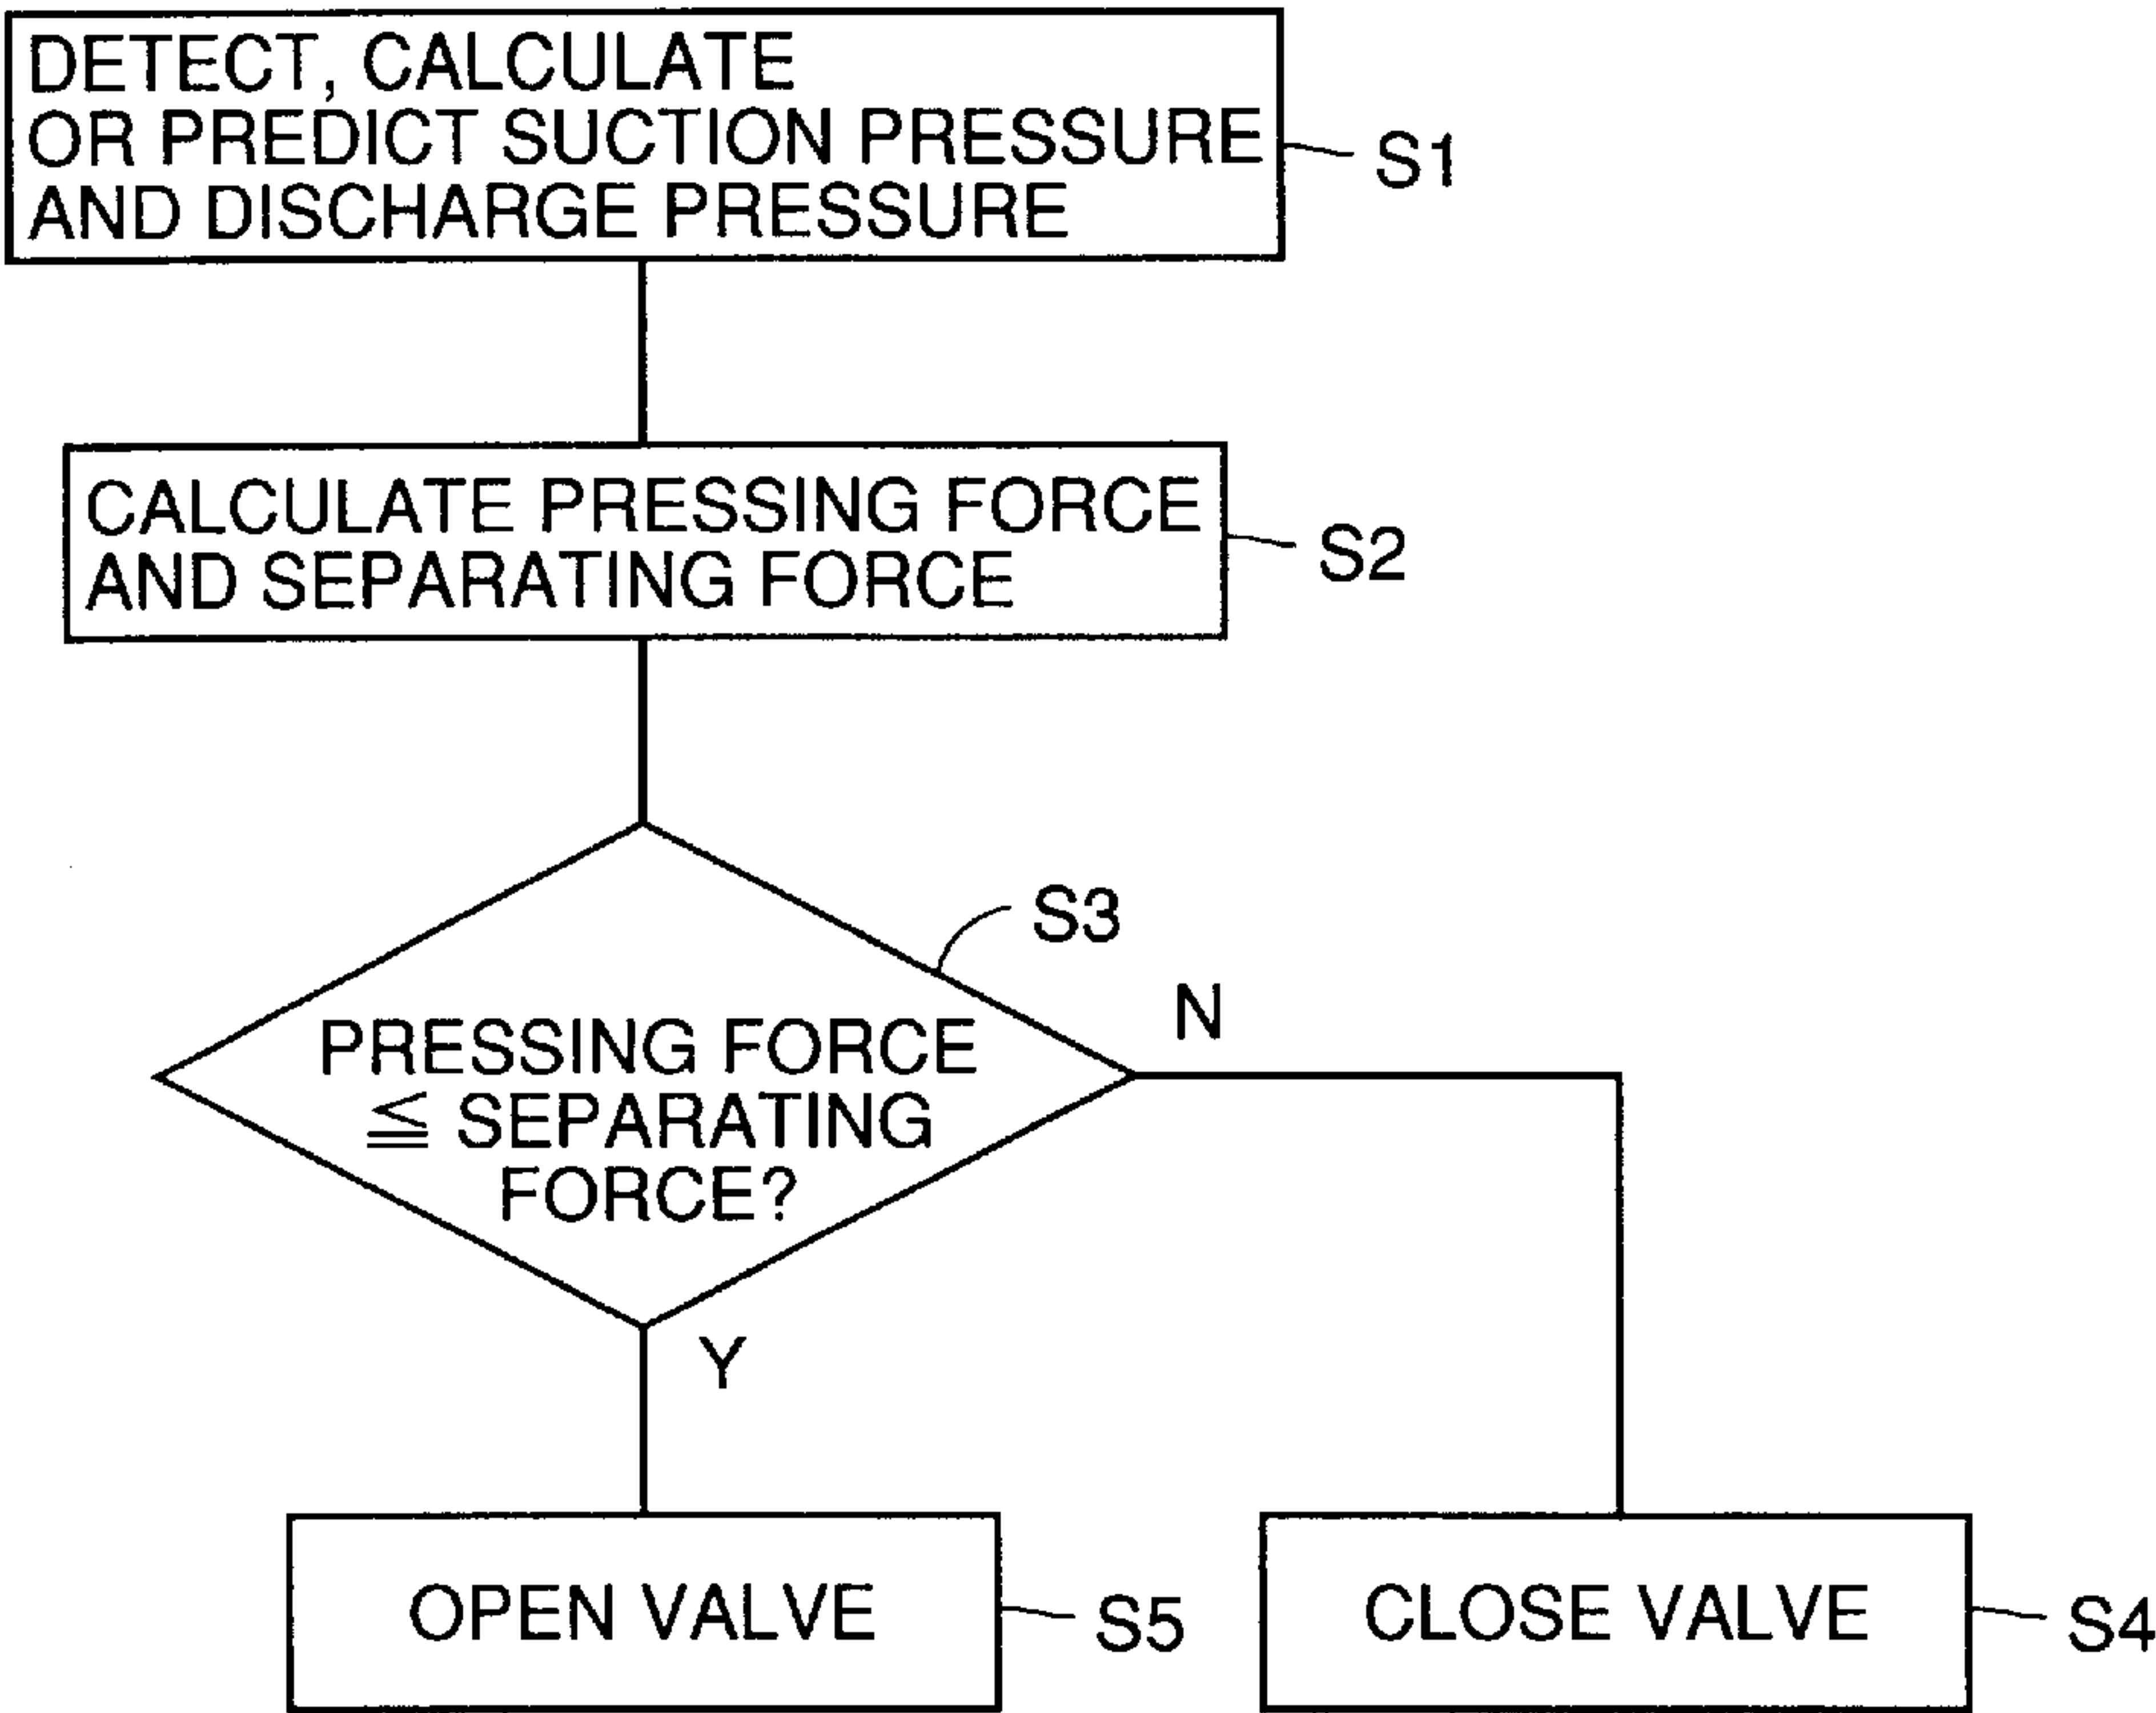 DETECT, CALCULATE
OR PREDICT SUCTION PRESSURE
AND DISCHARGE PRESSURE
S1
CALCULATE PRESSING FORCE
AND SEPARATING FORCE
S2
S3
N
PRESSING FORCE
≦ SEPARATING
FORCE?
Y
OPEN VALVE
S5
CLOSE VALVE
S4